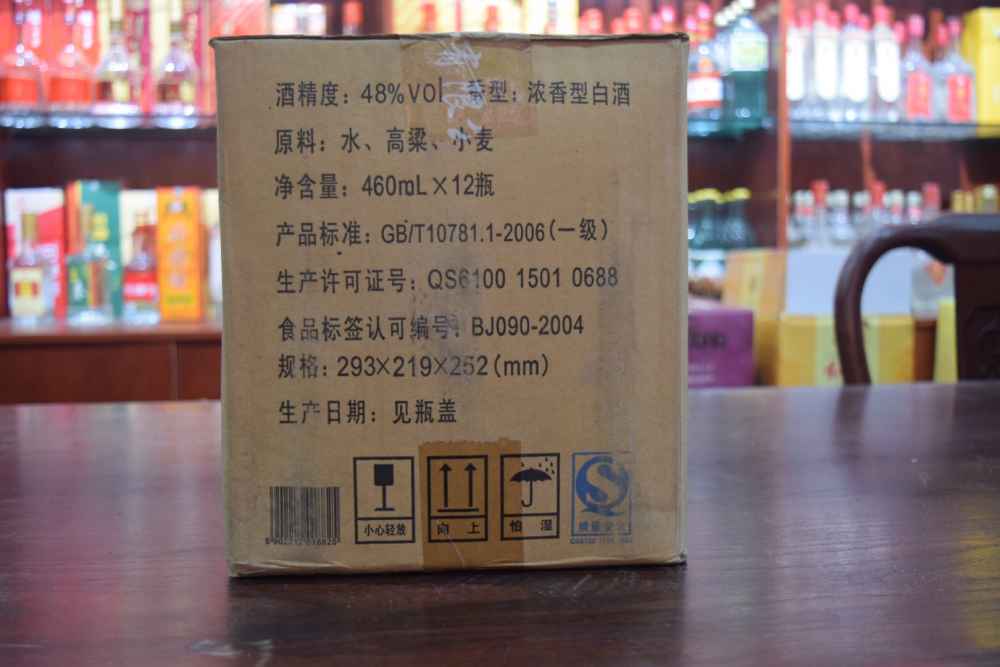 酒精度：48%VOL 香型：浓香型白酒
原料：水、高粱、小麦
净含量：460mL×12瓶
产品标准：GB/T10781.1-2006(一级)
生产许可证号：QS6100 1501 0688
食品标签认可编号：BJ090-2004
规格：293×219×252(mm)
生产日期：见瓶盖
小心轻放
向上
怕湿
质量安全